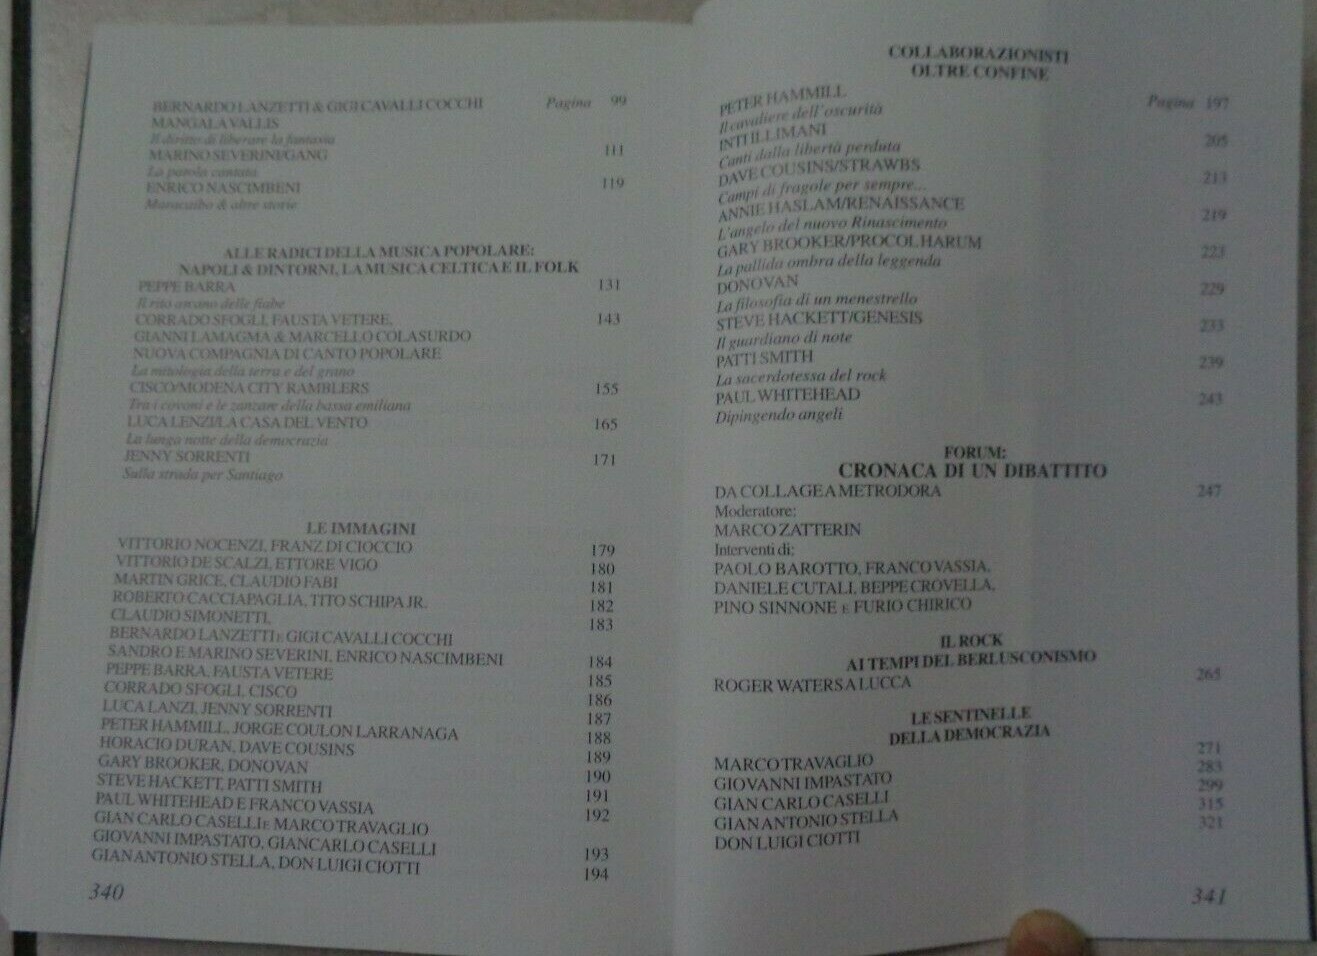 BERNARDO LANZETTI & GIGI CAVALLI COCCHI Pagina 99
MANGALA VALLIS
Il diritto di liberare la fantasia
MARINO SEVERINI/GANG 111
La parola cantata
ENRICO NASCIMBENI 119
Maracaibo & altre storie
ALLE RADICI DELLA MUSICA POPOLARE:
NAPOLI & DINTORNI, LA MUSICA CELTICA E IL FOLK
PEPPE BARRA 131
Il rito arcano delle fiabe
CORRADO SFOGLI, FAUSTA VETERE, 143
GIANNI LAMAGMA & MARCELLO COLASURDO
NUOVA COMPAGNIA DI CANTO POPOLARE
La mitologia della terra e del grano
CISCO/MODENA CITY RAMBLERS 155
Tra i covoni e le zanzare della bassa emiliana
LUCA LENZI/LA CASA DEL VENTO 165
La lunga notte della democrazia
JENNY SORRENTI 171
Sulla strada per Santiago
LE IMMAGINI
VITTORIO NOCENZI, FRANZ DI CIOCCIO 179
VITTORIO DE SCALZI, ETTORE VIGO 180
MARTIN GRICE, CLAUDIO FABI 181
ROBERTO CACCIAPAGLIA, TITO SCHIPA JR. 182
CLAUDIO SIMONETTI, 183
BERNARDO LANZETTI E GIGI CAVALLI COCCHI
SANDRO E MARINO SEVERINI, ENRICO NASCIMBENI 184
PEPPE BARRA, FAUSTA VETERE 185
CORRADO SFOGLI, CISCO 186
LUCA LANZI, JENNY SORRENTI 187
PETER HAMMILL, JORGE COULON LARRANAGA 188
HORACIO DURAN, DAVE COUSINS 189
GARY BROOKER, DONOVAN 190
STEVE HACKETT, PATTI SMITH 191
PAUL WHITEHEAD E FRANCO VASSIA 192
GIAN CARLO CASELLI E MARCO TRAVAGLIO
GIOVANNI IMPASTATO, GIANCARLO CASELLI 193
GIAN ANTONIO STELLA, DON LUIGI CIOTTI 194
340
COLLABORAZIONISTI
OLTRE CONFINE
PETER HAMMILL Pagina 197
Il cavaliere dell'oscurità
INTI ILLIMANI 205
Canti dalla libertà perduta
DAVE COUSINS/STRAWBS 213
Campi di fragole per sempre...
ANNIE HASLAM/RENAISSANCE 219
L'angelo del nuovo Rinascimento
GARY BROOKER/PROCOL HARUM 223
La pallida ombra della leggenda
DONOVAN 229
La filosofia di un menestrello
STEVE HACKETT/GENESIS 233
Il guardiano di note
PATTI SMITH 239
La sacerdotessa del rock
PAUL WHITEHEAD 243
Dipingendo angeli
FORUM:
CRONACA DI UN DIBATTITO
DA COLLAGE A METRODORA 247
Moderatore:
MARCO ZATTERIN
Interventi di:
PAOLO BAROTTO, FRANCO VASSIA,
DANIELE CUTALI, BEPPE CROVELLA,
PINO SINNONE E FURIO CHIRICO
IL ROCK
AI TEMPI DEL BERLUSCONISMO
ROGER WATERS A LUCCA 265
LE SENTINELLE
DELLA DEMOCRAZIA
MARCO TRAVAGLIO 271
GIOVANNI IMPASTATO 283
GIAN CARLO CASELLI 299
GIAN ANTONIO STELLA 315
DON LUIGI CIOTTI 321
341